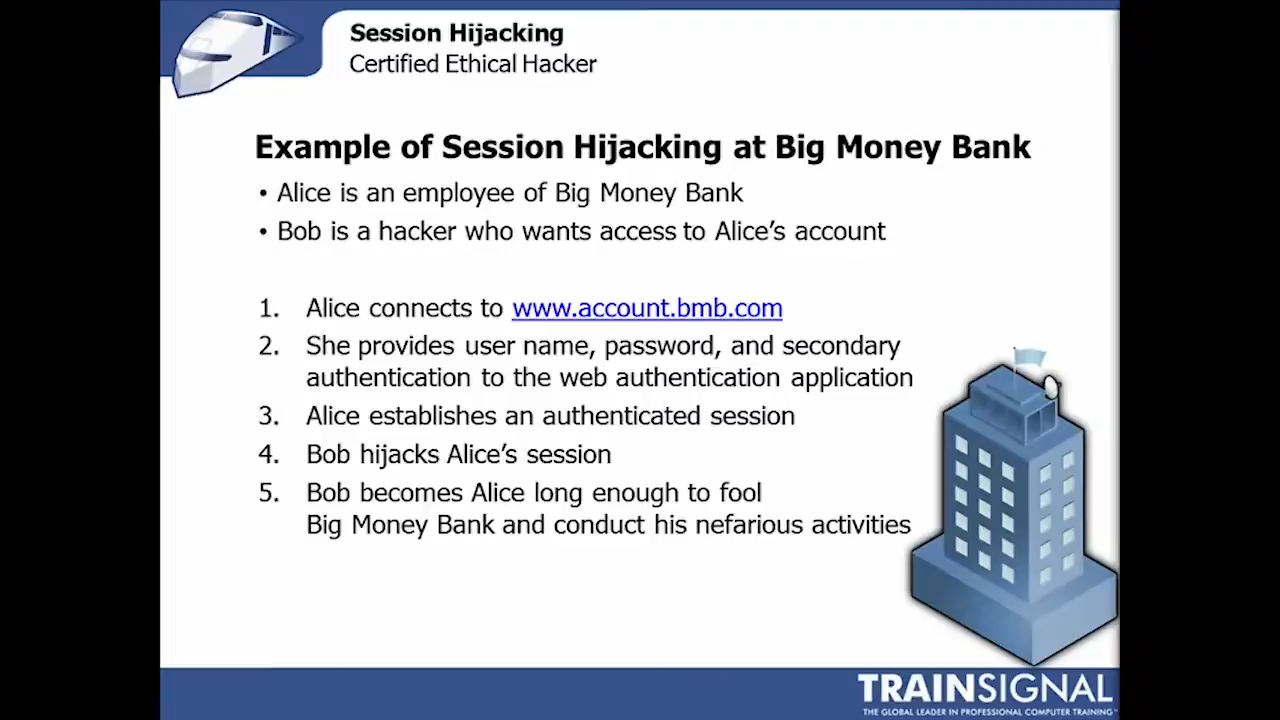 Session Hijacking
Certified Ethical Hacker
Example of Session Hijacking at Big Money Bank
• Alice is an employee of Big Money Bank
• Bob is a hacker who wants access to Alice’s account
1. Alice connects to www.account.bmb.com
2. She provides user name, password, and secondary
authentication to the web authentication application
3. Alice establishes an authenticated session
4. Bob hijacks Alice’s session
5. Bob becomes Alice long enough to fool
Big Money Bank and conduct his nefarious activities
TRAINSIGNAL
THE GLOBAL LEADER IN PROFESSIONAL COMPUTER TRAINING